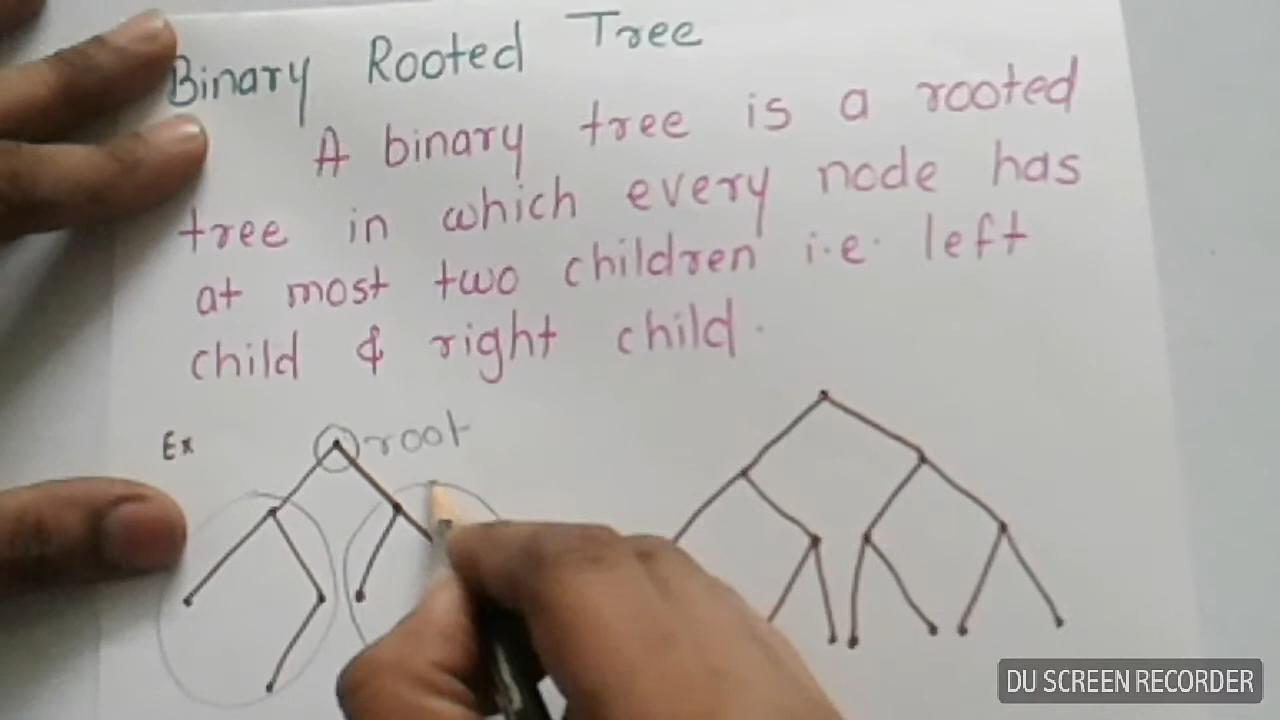 Binary Rooted Tree
A binary tree is a rooted
tree in which every node has
at most two children i.e. left
child & right child.
Ex
root
DU SCREEN RECORDER